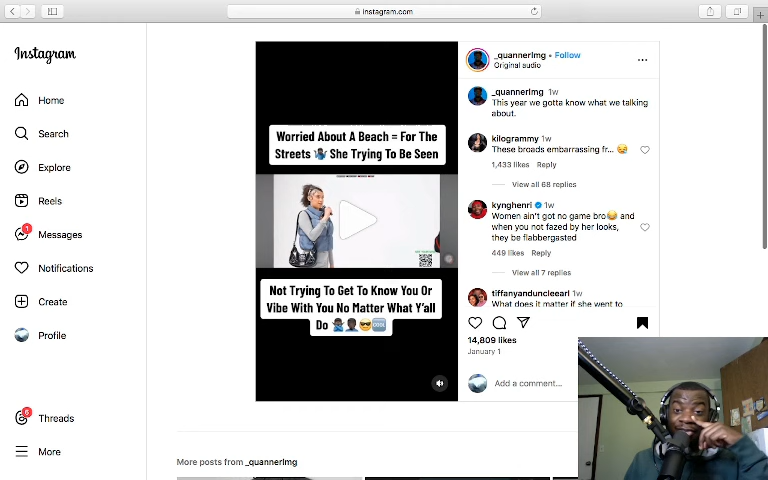 instagram.com
Instagram
Home
Search
Explore
Reels
1
Messages
Notifications
Create
Profile
6
Threads
More
Worried About A Beach = For The
Streets 🤷🏿‍♂️ She Trying To Be Seen
Not Trying To Get To Know You Or
Vibe With You No Matter What Y'all
Do 🤷🏿‍♂️🤦🏿‍♂️😎🆒
_quannerlmg • Follow
Original audio
_quannerlmg 1w
This year we gotta know what we talking
about.
kilogrammy 1w
These broads embarrassing fr... 😪
1,433 likes Reply
View all 68 replies
kynghenri 1w
Women ain't got no game bro😂 and
when you not fazed by her looks,
they be flabbergasted
449 likes Reply
View all 7 replies
tiffanyanduncleearl 1w
What does it matter if she went to
14,809 likes
January 1
Add a comment...
More posts from _quannerlmg